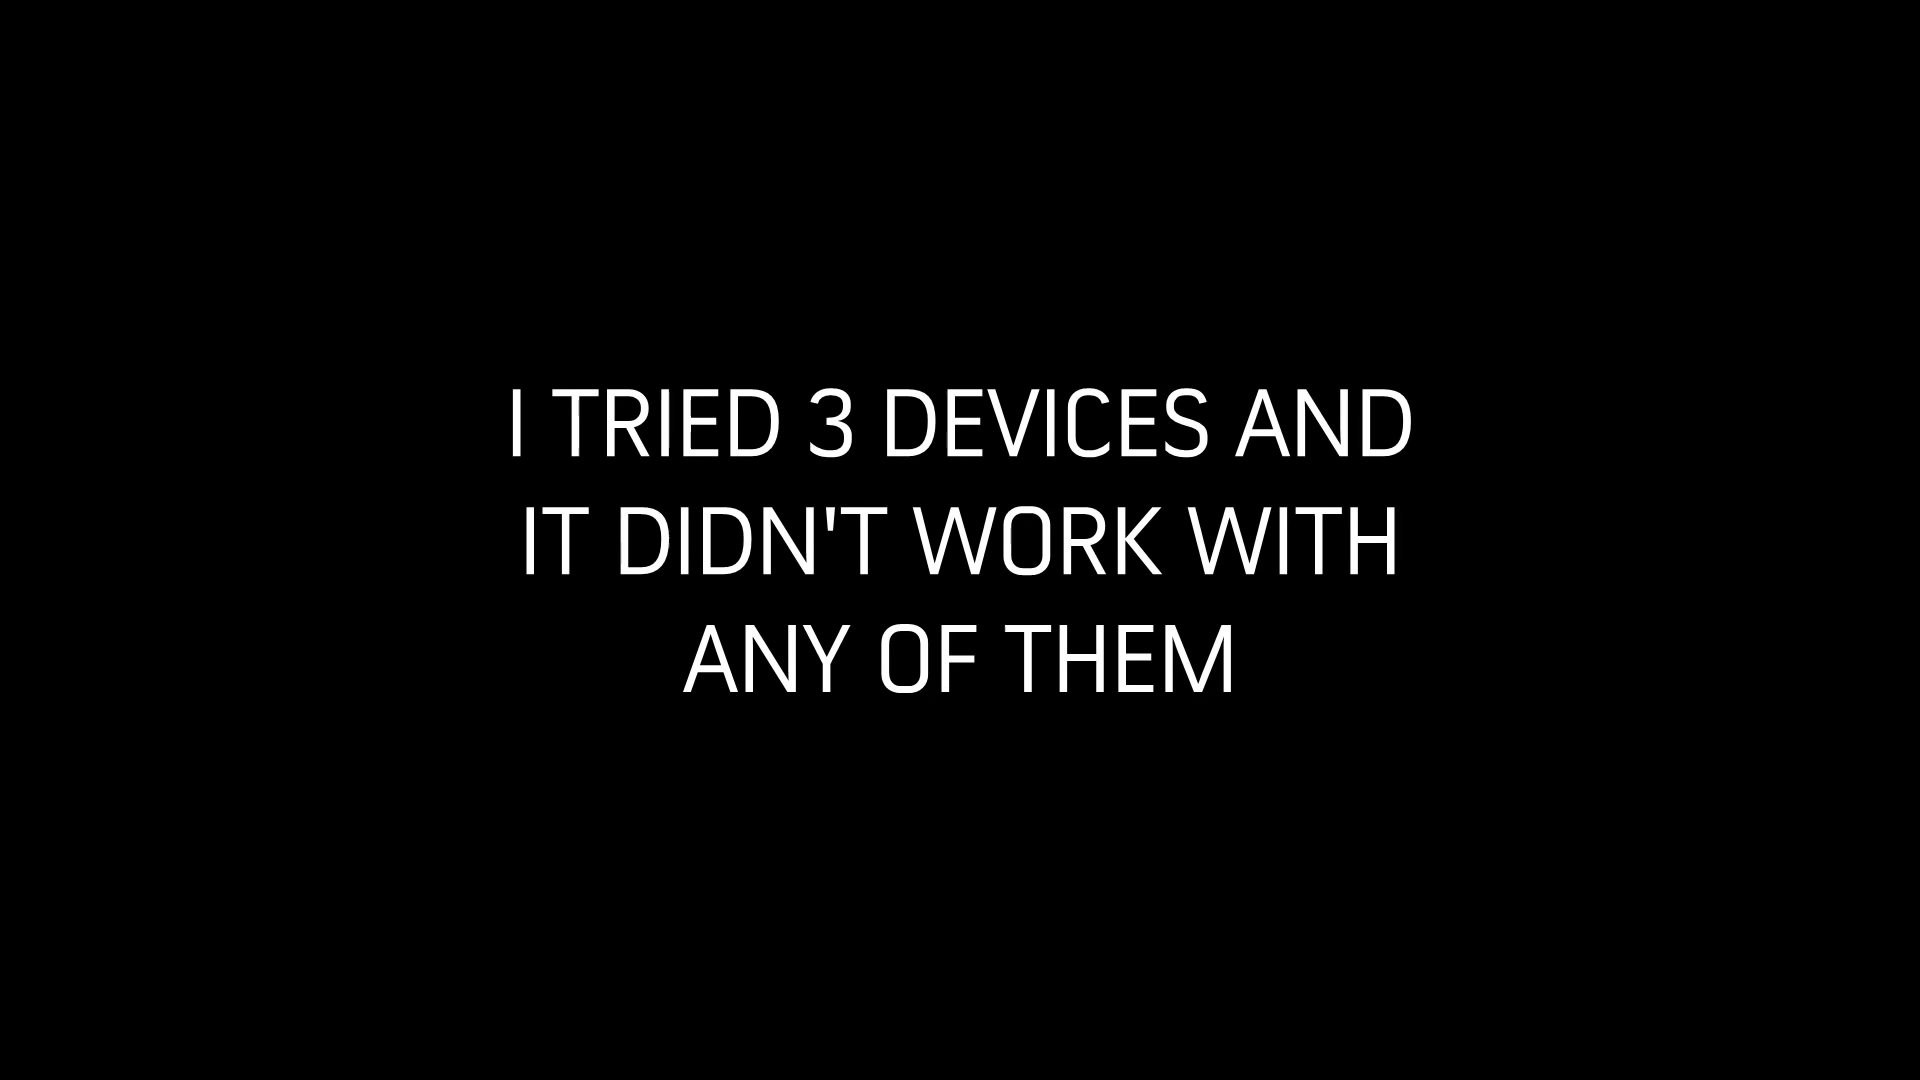 I TRIED 3 DEVICES AND
IT DIDN'T WORK WITH
ANY OF THEM